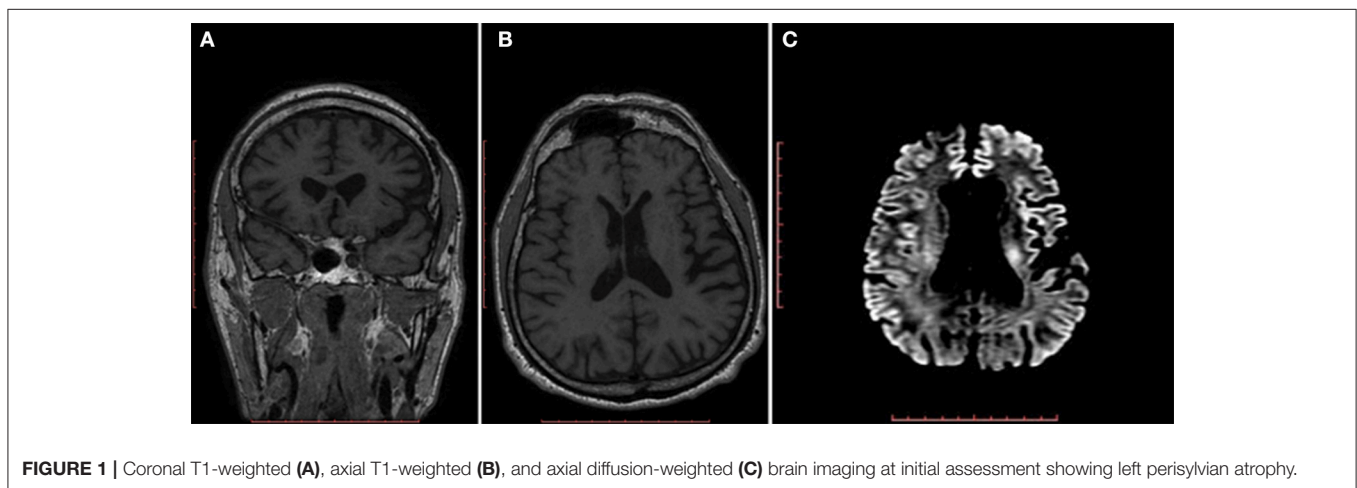 A
B
C
FIGURE 1 | Coronal T1-weighted (A), axial T1-weighted (B), and axial diffusion-weighted (C) brain imaging at initial assessment showing left perisylvian atrophy.